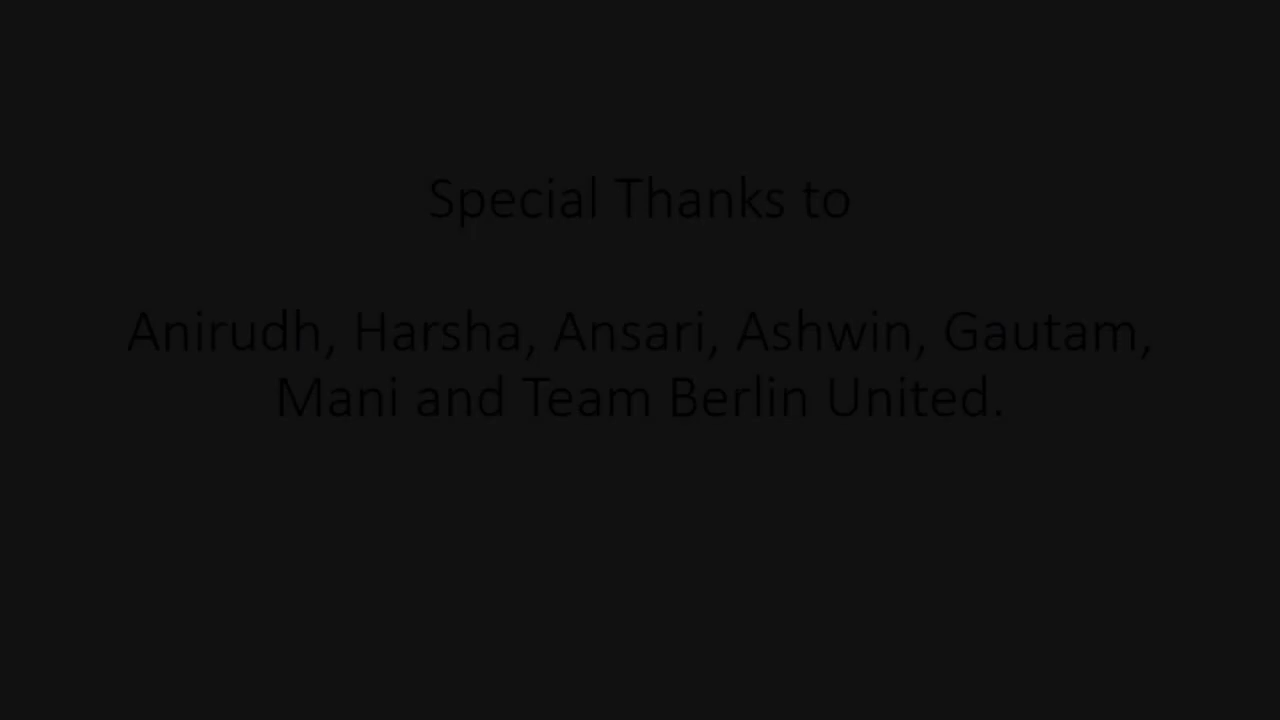 Special Thanks to
Anirudh, Harsha, Ansari, Ashwin, Gautam,
Mani and Team Berlin United.